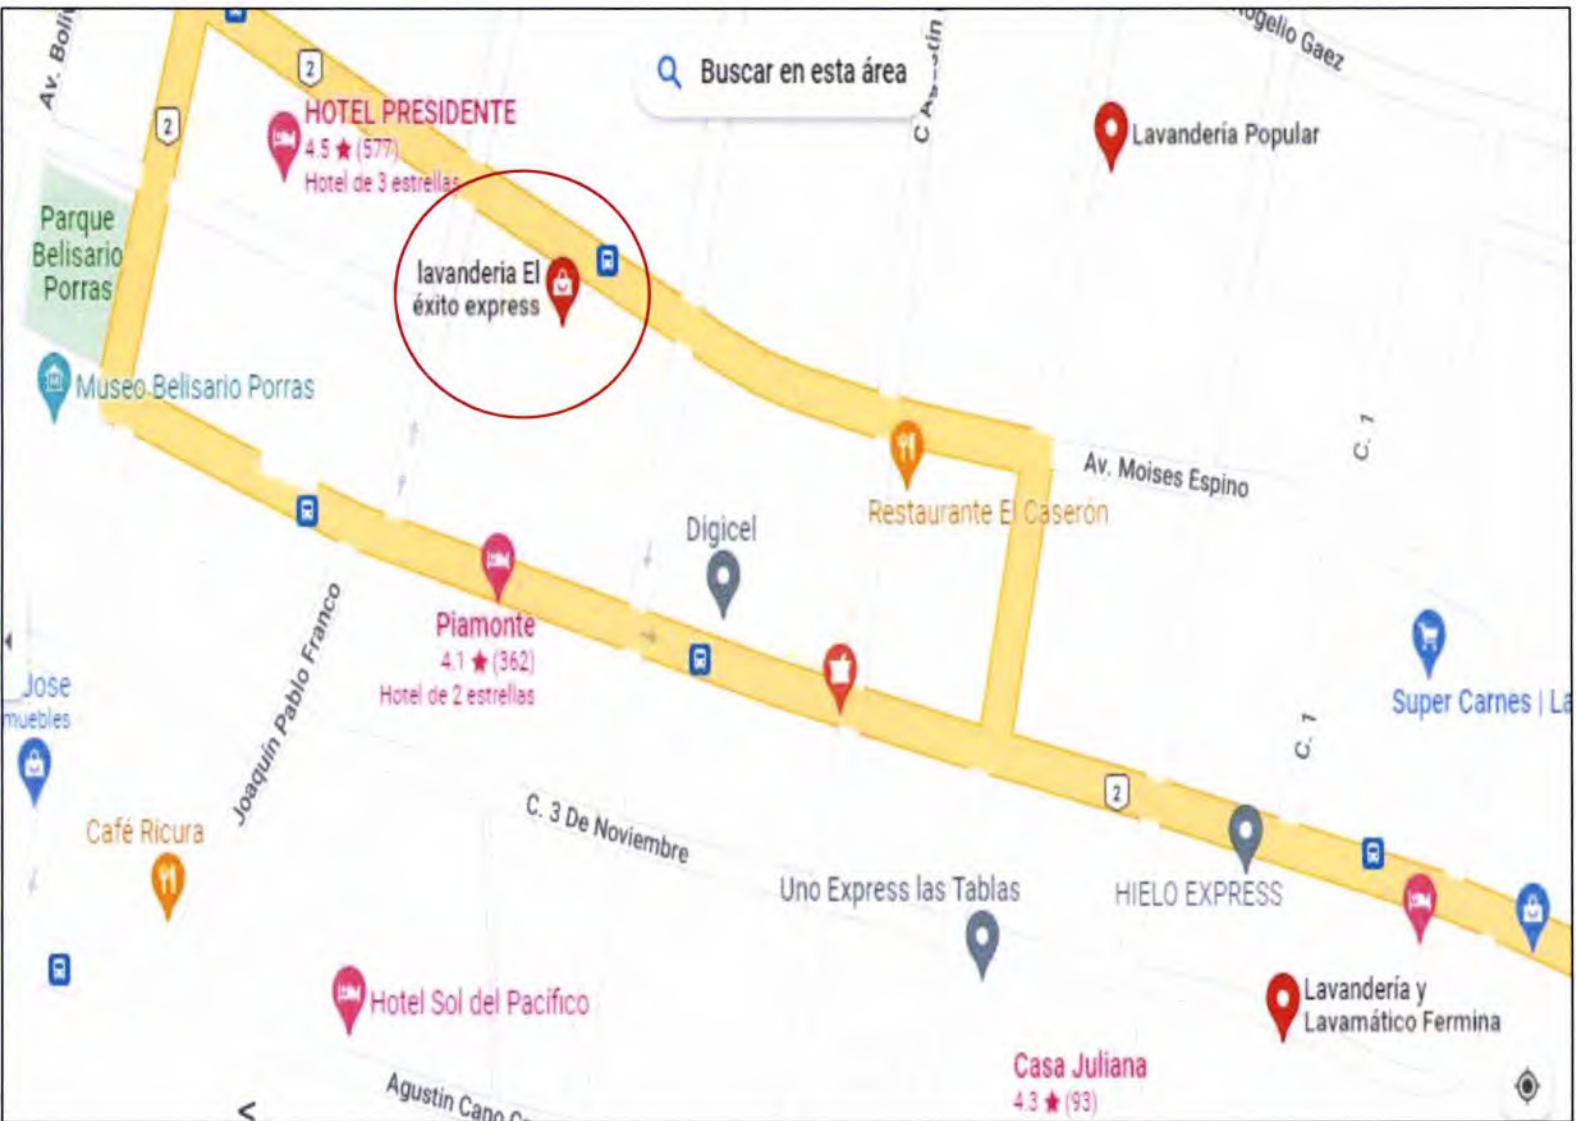 Av. Boliv
2
2
Buscar en esta área
ogelio Gaez
HOTEL PRESIDENTE
4.5 ★ (577)
Hotel de 3 estrellas
Lavandería Popular
Parque
Belisario
Porras
lavanderia El
éxito express
Museo Belisario Porras
C. 1
Av. Moises Espino
Restaurante El Caserón
Digicel
Piamonte
4.1 ★ (362)
Hotel de 2 estrellas
Joaquín Pablo Franco
Jose
muebles
Super Carnes | La
C. 1
2
Café Ricura
C. 3 De Noviembre
Uno Express las Tablas
HIELO EXPRESS
Hotel Sol del Pacífico
Lavandería y
Lavamático Fermina
Casa Juliana
4.3 ★ (93)
Agustin Cano